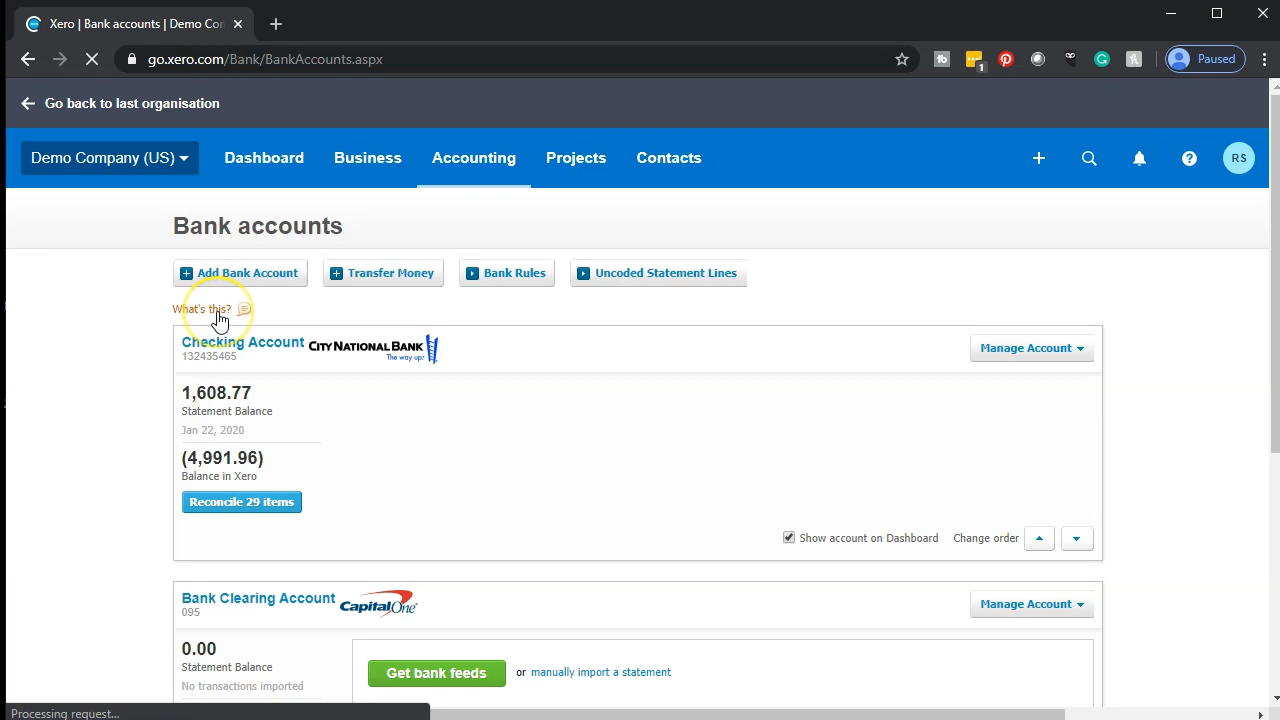 Xero | Bank accounts | Demo Co
go.xero.com/Bank/BankAccounts.aspx
1
Paused
Go back to last organisation
Demo Company (US)
Dashboard
Business
Accounting
Projects
Contacts
RS
Bank accounts
Add Bank Account
Transfer Money
Bank Rules
Uncoded Statement Lines
What's this?
Checking Account
CITY NATIONAL BANK
The way up.
132435465
Manage Account
1,608.77
Statement Balance
Jan 22, 2020
(4,991.96)
Balance in Xero
Reconcile 29 items
Show account on Dashboard
Change order
Bank Clearing Account
Capital One
095
Manage Account
0.00
Statement Balance
No transactions imported
Get bank feeds
or manually import a statement
Processing request...